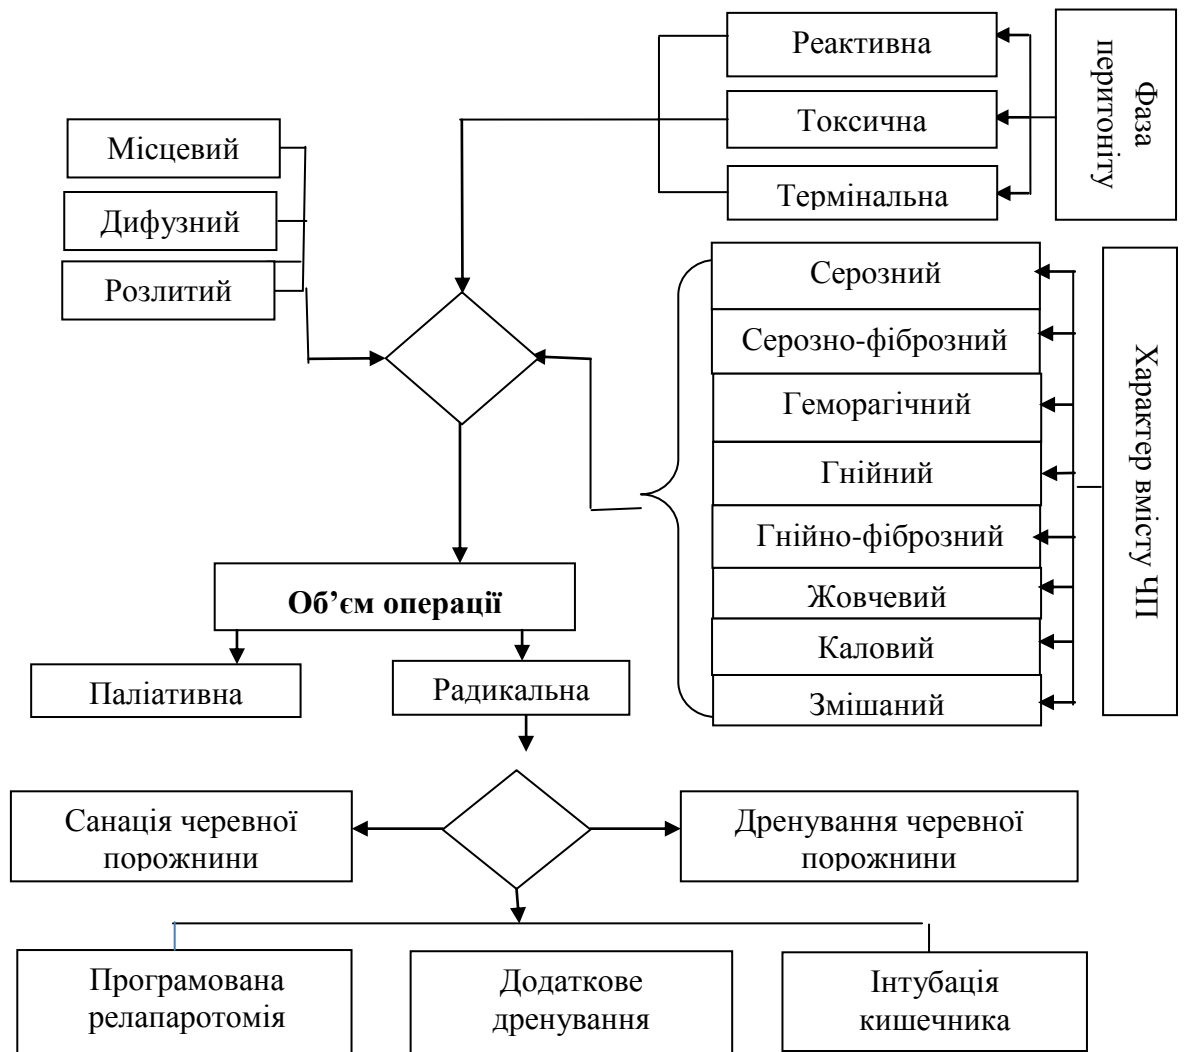 Реактивна
Токсична
Термінальна
Фаза
перитоніту
Місцевий
Дифузний
Розлитий
Серозний
Серозно-фіброзний
Геморагічний
Гнійний
Гнійно-фіброзний
Жовчевий
Каловий
Змішаний
Характер вмісту ЧП
Об’єм операції
Паліативна
Радикальна
Санація черевної
порожнини
Дренування черевної
порожнини
Програмована
релапаротомія
Додаткове
дренування
Інтубація
кишечника